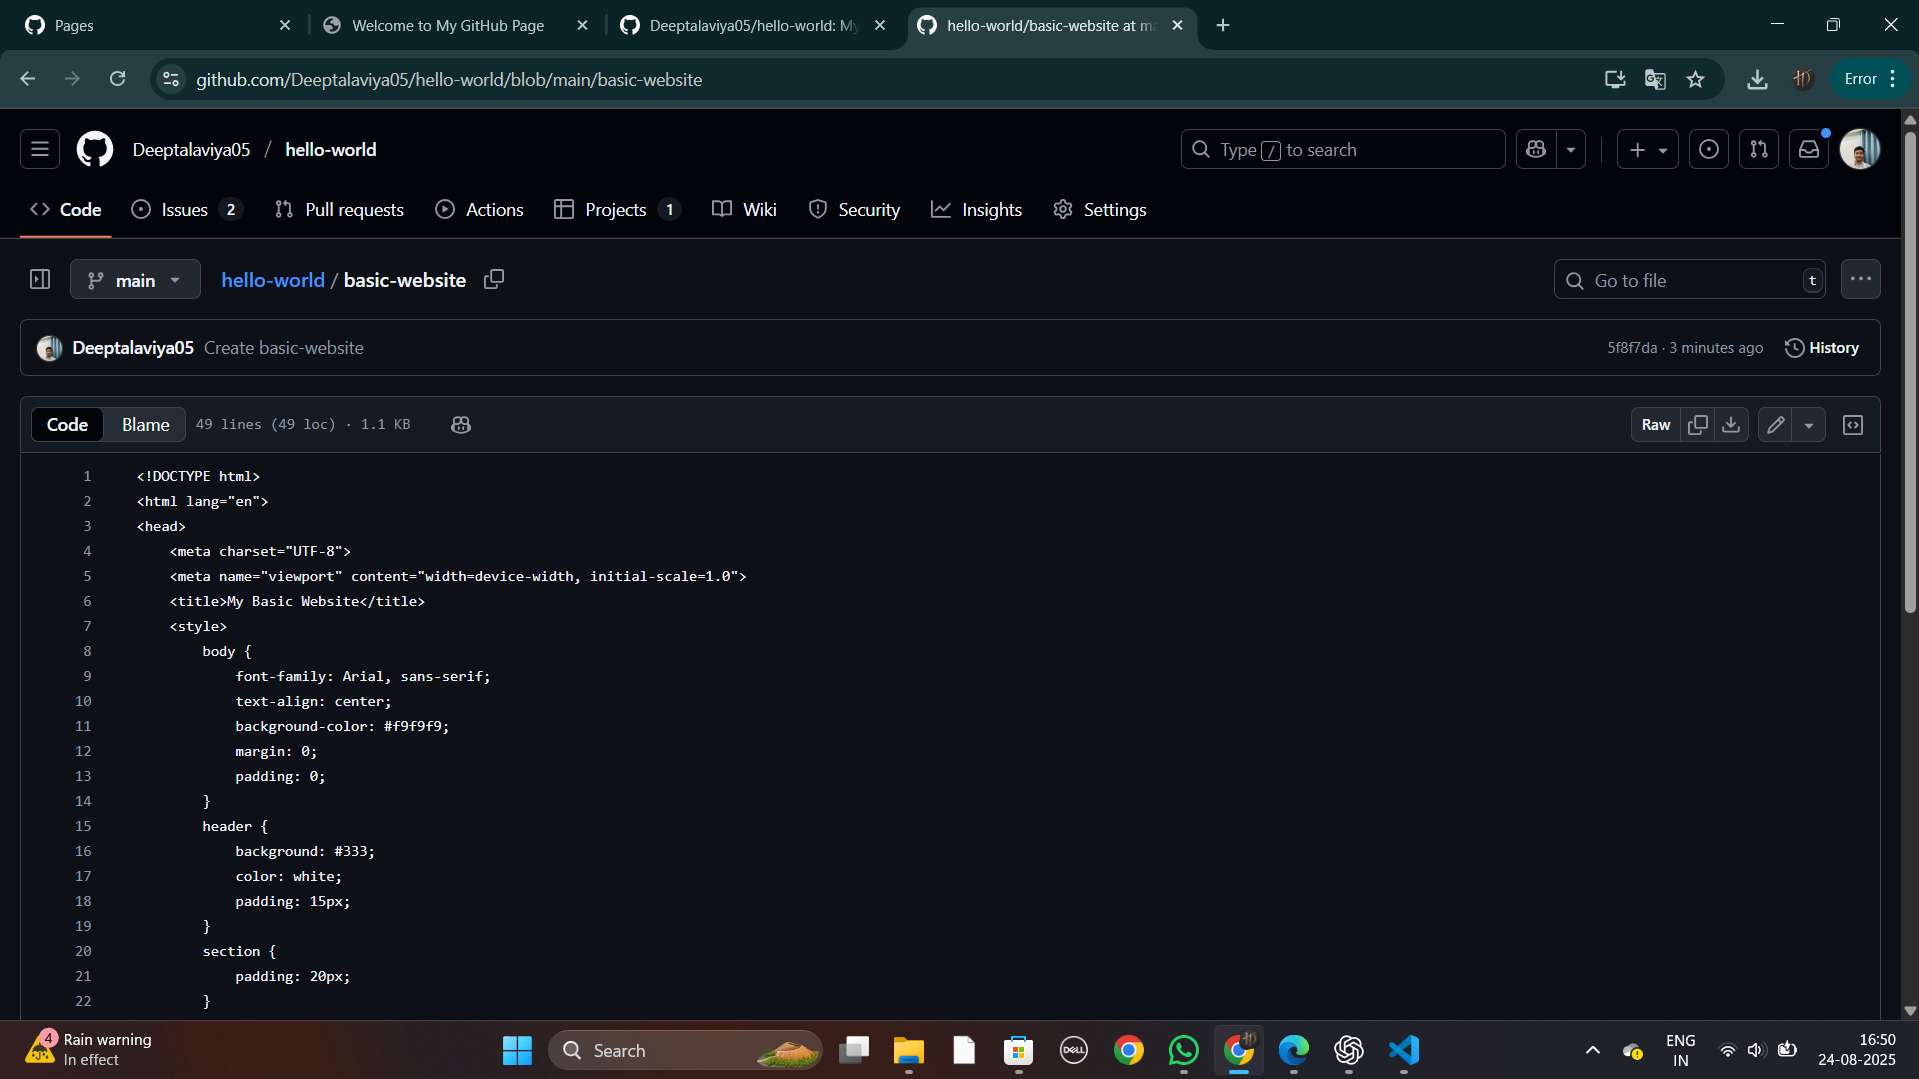 Pages
Welcome to My GitHub Page
Deeptalaviya05/hello-world: My
hello-world/basic-website at ma
github.com/Deeptalaviya05/hello-world/blob/main/basic-website
Error
Deeptalaviya05 / hello-world
Type / to search
Code
Issues 2
Pull requests
Actions
Projects 1
Wiki
Security
Insights
Settings
main
hello-world / basic-website
Go to file
t
Deeptalaviya05 Create basic-website
5f8f7da · 3 minutes ago
History
Code
Blame
49 lines (49 loc) · 1.1 KB
Raw
1 <!DOCTYPE html>
2 <html lang="en">
3 <head>
4 <meta charset="UTF-8">
5 <meta name="viewport" content="width=device-width, initial-scale=1.0">
6 <title>My Basic Website</title>
7 <style>
8 body {
9 font-family: Arial, sans-serif;
10 text-align: center;
11 background-color: #f9f9f9;
12 margin: 0;
13 padding: 0;
14 }
15 header {
16 background: #333;
17 color: white;
18 padding: 15px;
19 }
20 section {
21 padding: 20px;
22 }
4
Rain warning
In effect
Search
DELL
ENG
IN
16:50
24-08-2025